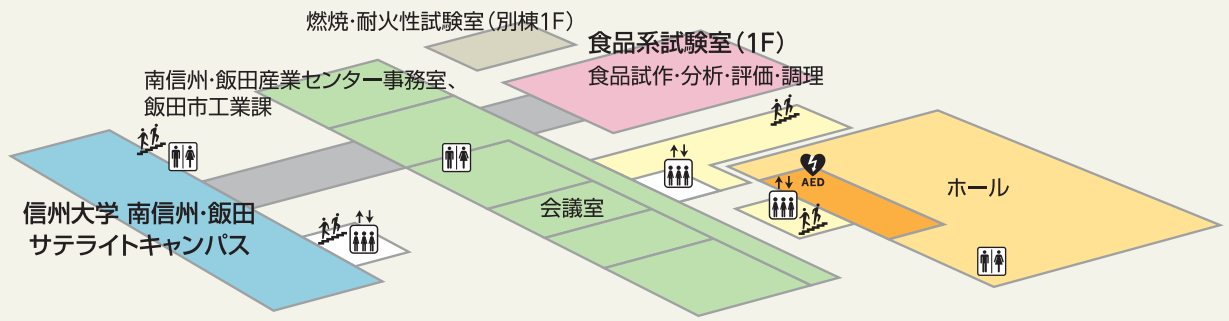 燃焼・耐火性試験室（別棟1F）
食品系試験室（1F）
食品試作・分析・評価・調理
南信州・飯田産業センター事務室、
飯田市工業課
AED
ホール
会議室
信州大学 南信州・飯田
サテライトキャンパス